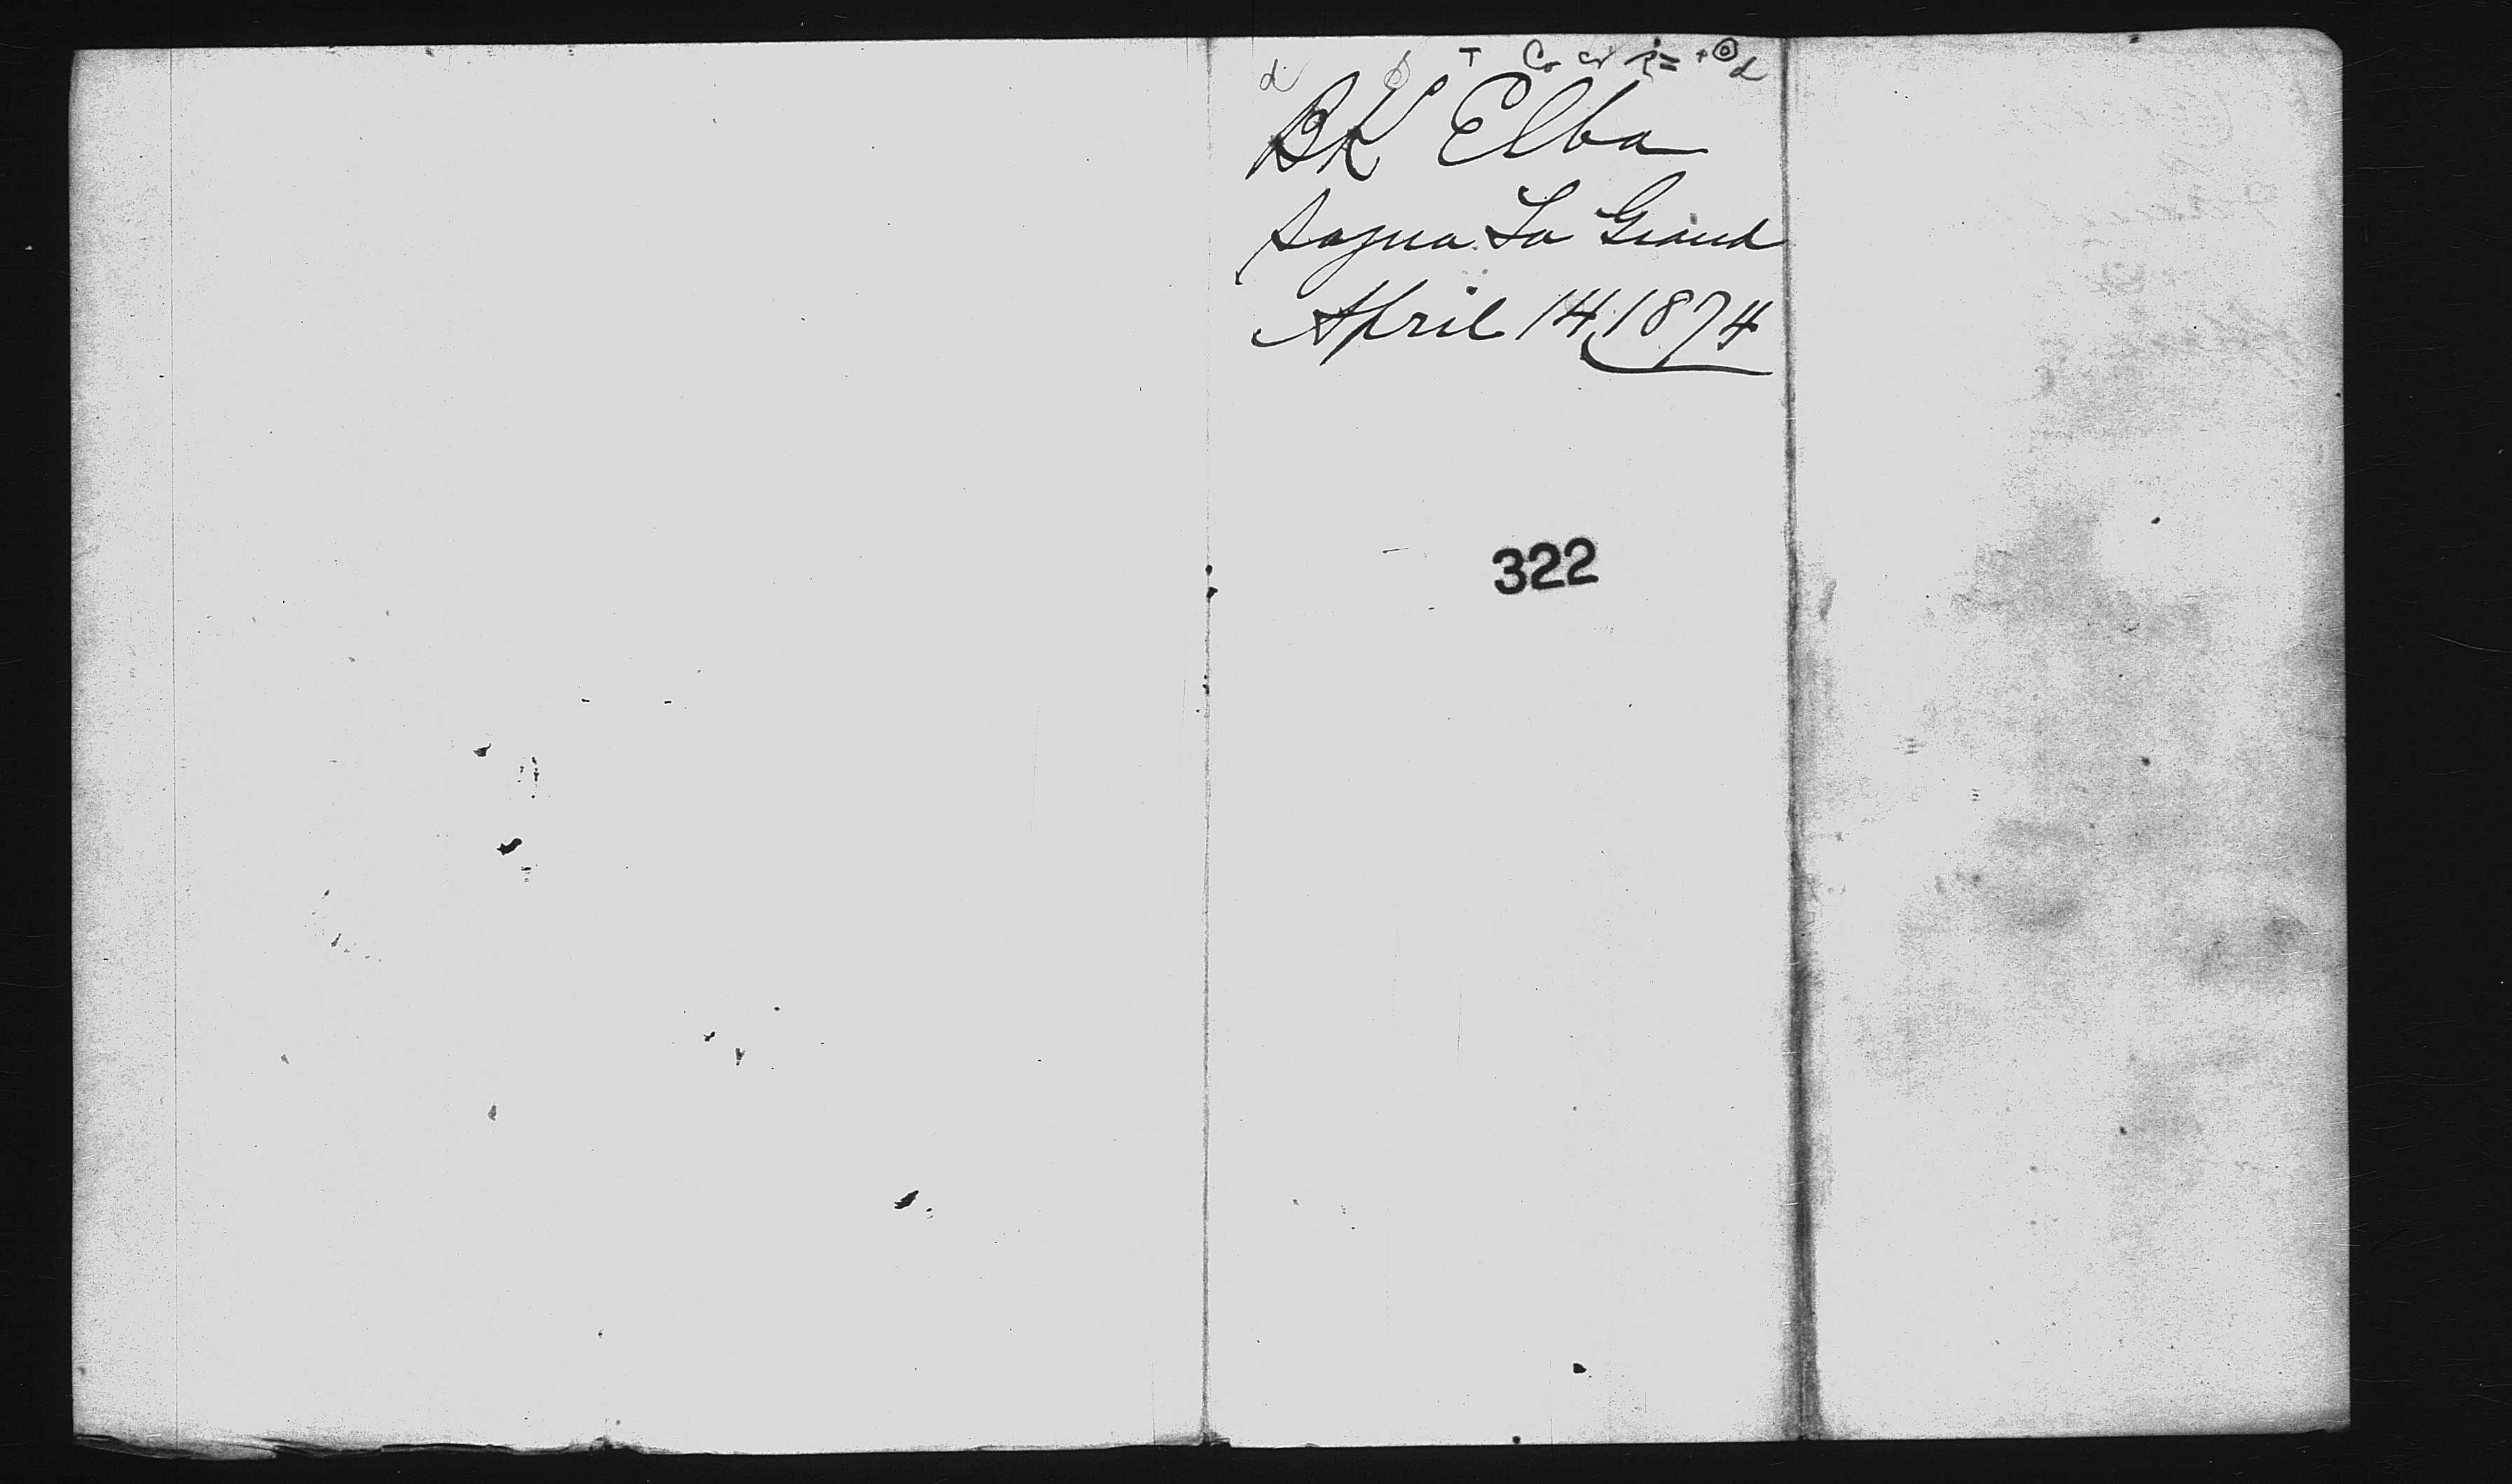 BK Elba
Sagua La Grand
April 14, 1874
322